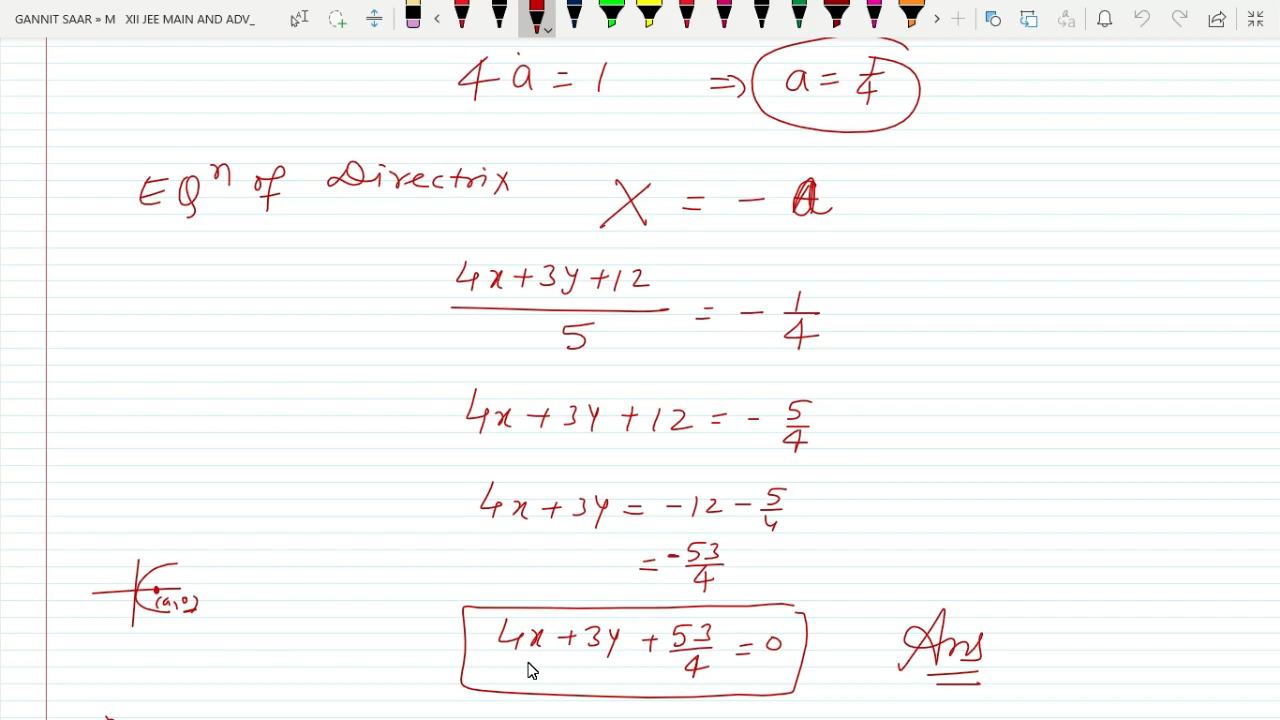 GANNIT SAAR » M XII JEE MAIN AND ADV_
4a = 1 ⇒ a = 1/4
EQⁿ of Directrix X = - a
(4x+3y+12)/5 = - 1/4
4x + 3y + 12 = - 5/4
4x + 3y = -12 - 5/4
= -53/4
(a,0)
4x + 3y + 53/4 = 0 Ans